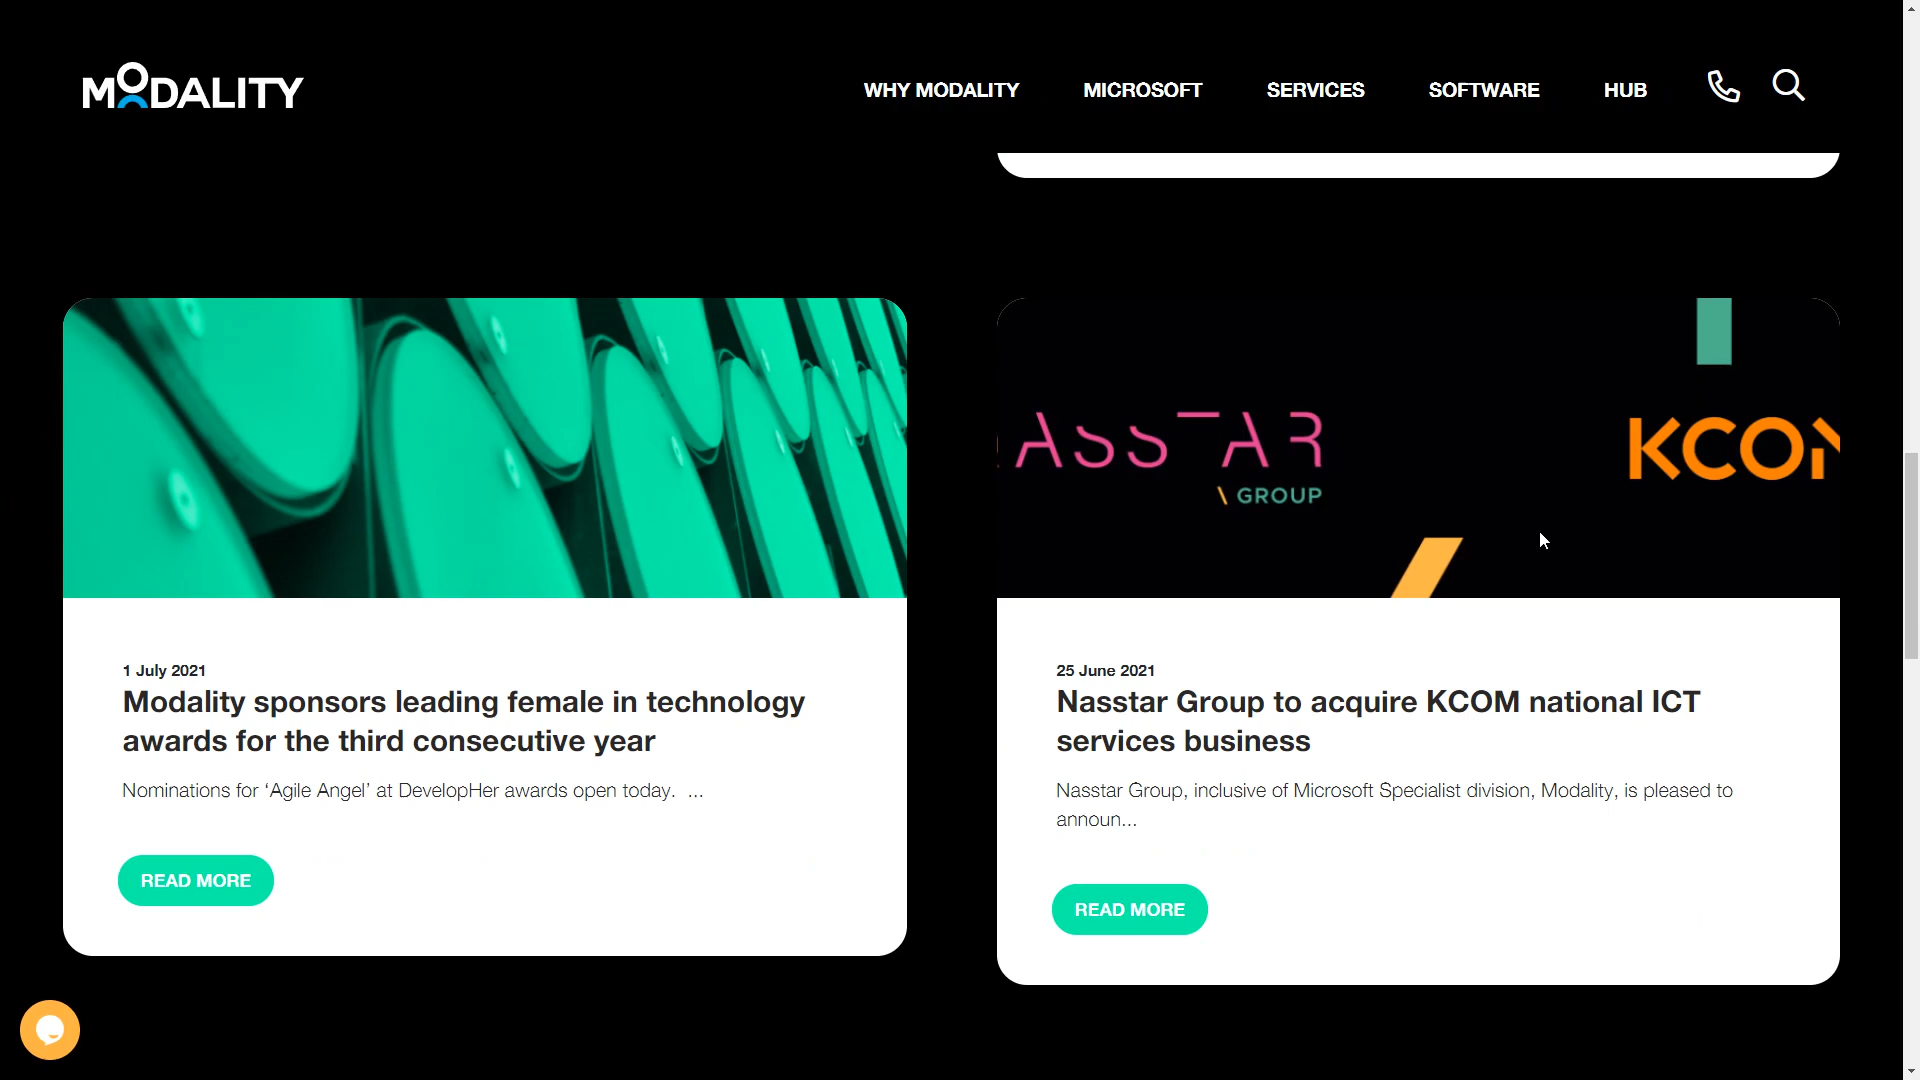 MODALITY
WHY MODALITY
MICROSOFT
SERVICES
SOFTWARE
HUB
ASSTAR
\ GROUP
KCOM
1 July 2021
Modality sponsors leading female in technology
awards for the third consecutive year
Nominations for ‘Agile Angel’ at DevelopHer awards open today. ...
READ MORE
25 June 2021
Nasstar Group to acquire KCOM national ICT
services business
Nasstar Group, inclusive of Microsoft Specialist division, Modality, is pleased to
announ...
READ MORE